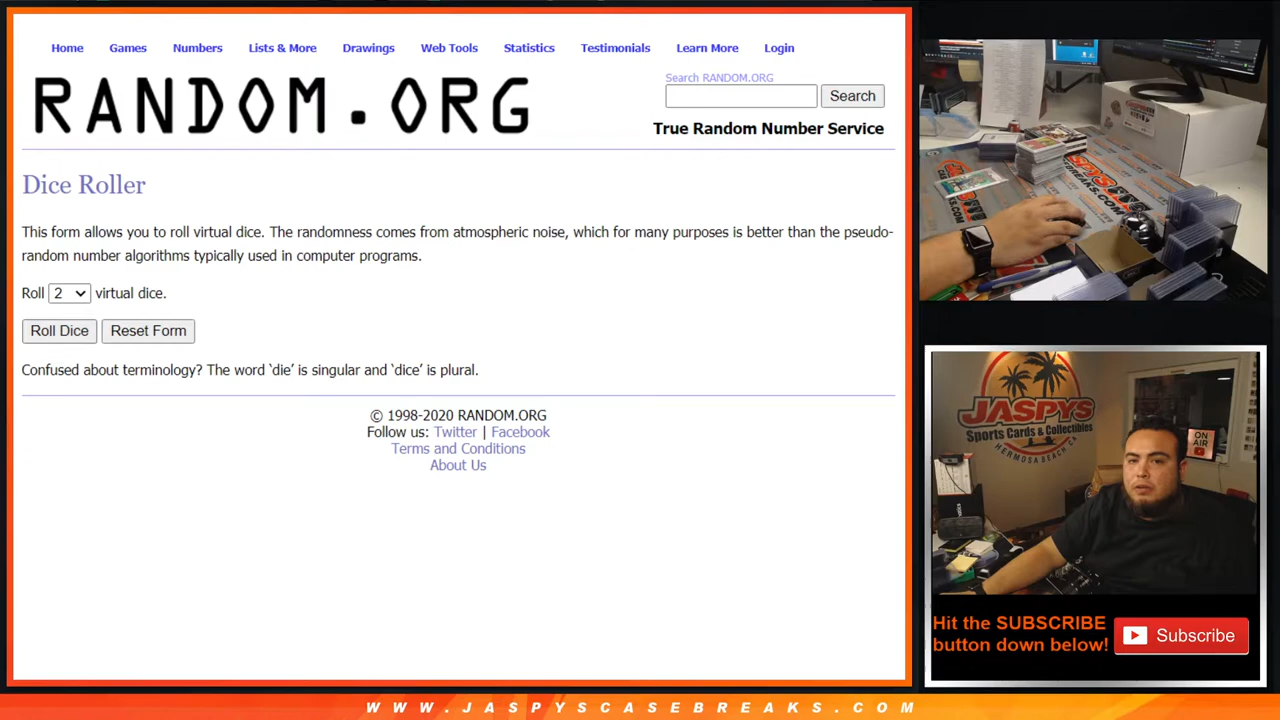 Home Games Numbers Lists & More Drawings Web Tools Statistics Testimonials Learn More Login
RANDOM.ORG
Search RANDOM.ORG
Search
True Random Number Service
Dice Roller
This form allows you to roll virtual dice. The randomness comes from atmospheric noise, which for many purposes is better than the pseudo-
random number algorithms typically used in computer programs.
Roll 2 virtual dice.
Roll Dice Reset Form
Confused about terminology? The word ‘die’ is singular and ‘dice’ is plural.
© 1998-2020 RANDOM.ORG
Follow us: Twitter | Facebook
Terms and Conditions
About Us
JASPYS
Sports Cards & Collectibles
HERMOSA BEACH CA
ON
AIR
Hit the SUBSCRIBE
button down below!
Subscribe
WWW.JASPYSCASEBREAKS.COM